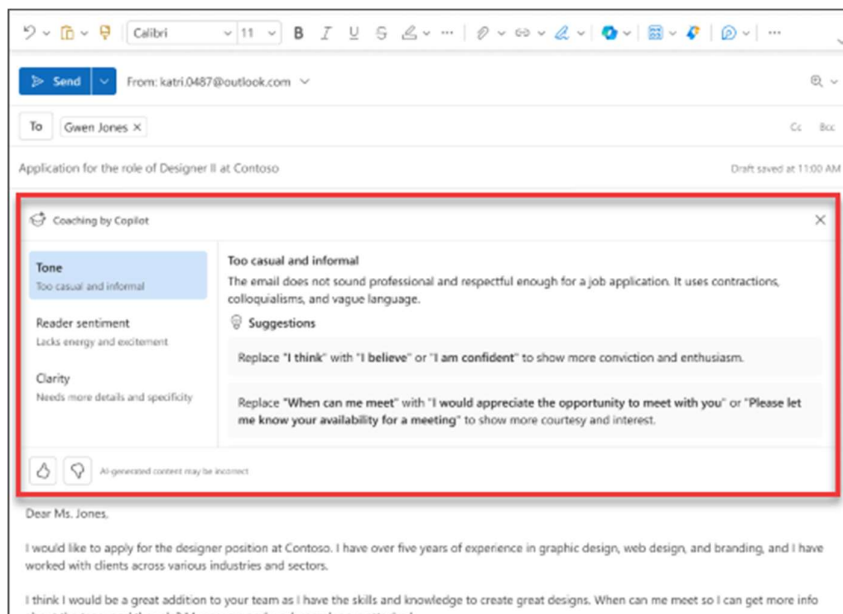 Calibri
11
B I U S
Send
From: katri.0487@outlook.com
To
Gwen Jones
Cc Bcc
Application for the role of Designer II at Contoso
Draft saved at 11:00 AM
Coaching by Copilot
Tone
Too casual and informal
Reader sentiment
Lacks energy and excitement
Clarity
Needs more details and specificity
Too casual and informal
The email does not sound professional and respectful enough for a job application. It uses contractions,
colloquialisms, and vague language.
Suggestions
Replace "I think" with "I believe" or "I am confident" to show more conviction and enthusiasm.
Replace "When can me meet" with "I would appreciate the opportunity to meet with you" or "Please let
me know your availability for a meeting" to show more courtesy and interest.
AI-generated content may be incorrect
Dear Ms. Jones,
I would like to apply for the designer position at Contoso. I have over five years of experience in graphic design, web design, and branding, and I have
worked with clients across various industries and sectors.
I think I would be a great addition to your team as I have the skills and knowledge to create great designs. When can me meet so I can get more info